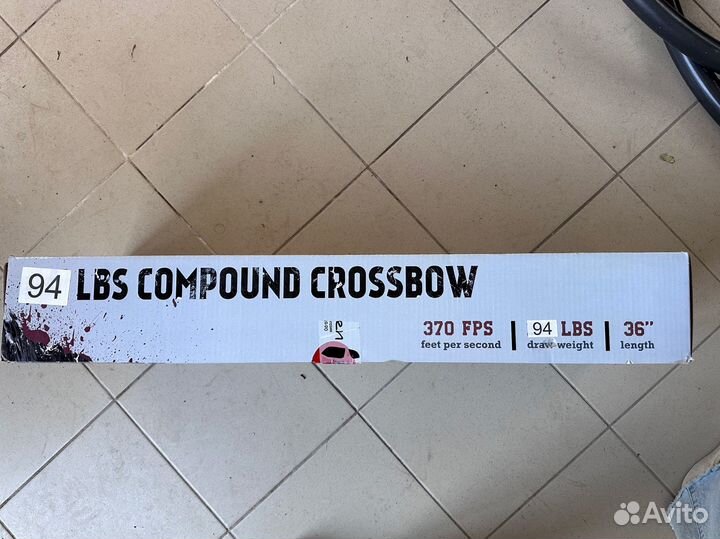 94 LBS COMPOUND CROSSBOW
370 FPS | 94 LBS | 36”
feet per second | draw weight | length
Avito